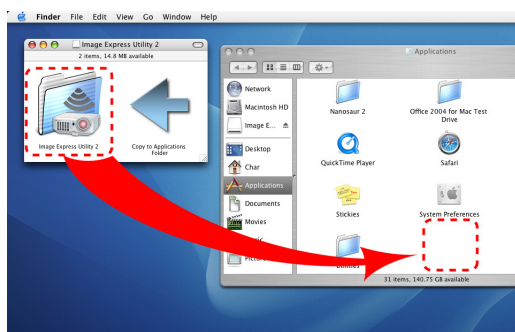 Finder File Edit View Go Window Help
Image Express Utility 2
2 items, 14.8 MB available
Image Express Utility 2
Copy to Applications
Folder
Applications
Network
Macintosh HD
Image E...
Desktop
Char
Applications
Documents
Movies
Nanosaur 2
Office 2004 for Mac Test
Drive
QuickTime Player
Safari
Stickies
System Preferences
31 items, 140.75 GB available